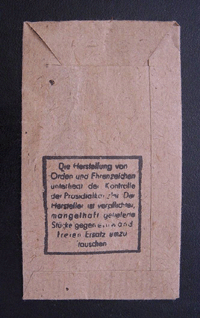 Die Herstellung von
Orden und Ehrenzeichen
untersteht der Kontrolle
der Präsidialkanzlei. Der
Hersteller ist verpflichtet,
mangelhaft gelieferte
Stücke gegen einwand
freien Ersatz umzu
tauschen